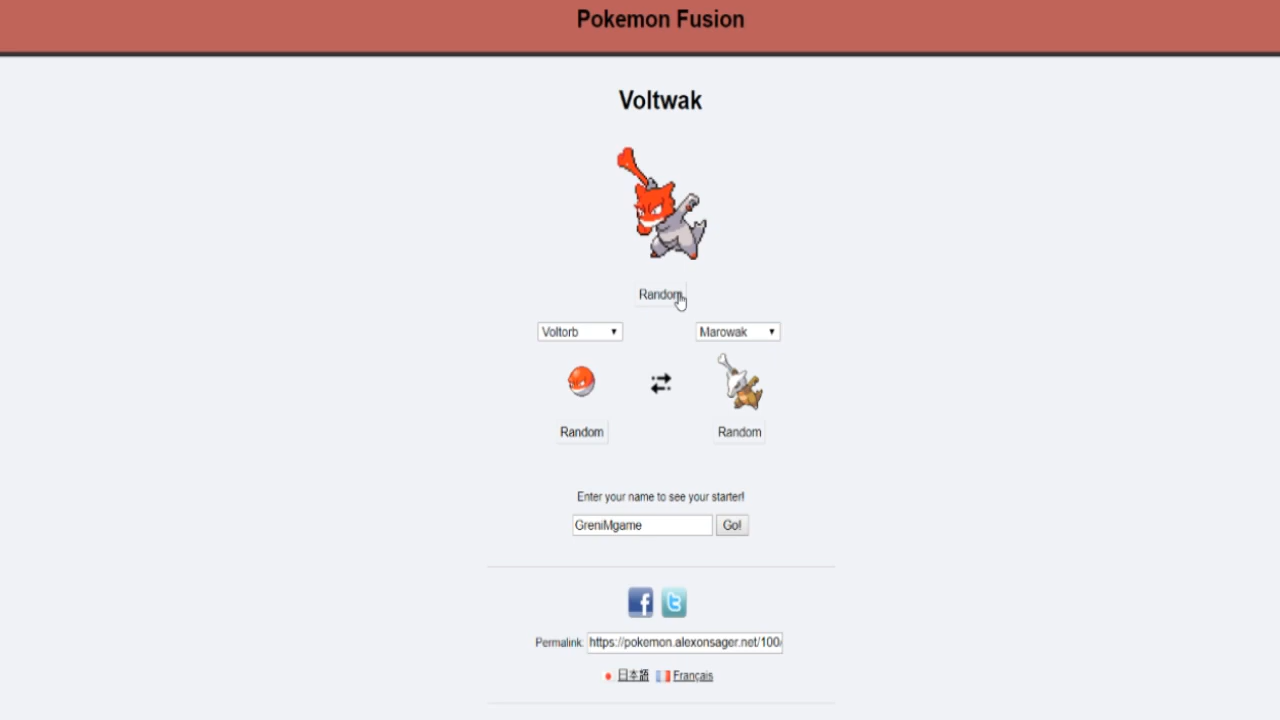 Pokemon Fusion
Voltwak
Random
Voltorb Marowak
Random Random
Enter your name to see your starter!
GreniMgame Go!
Permalink: https://pokemon.alexonsager.net/100/
日本語 Français